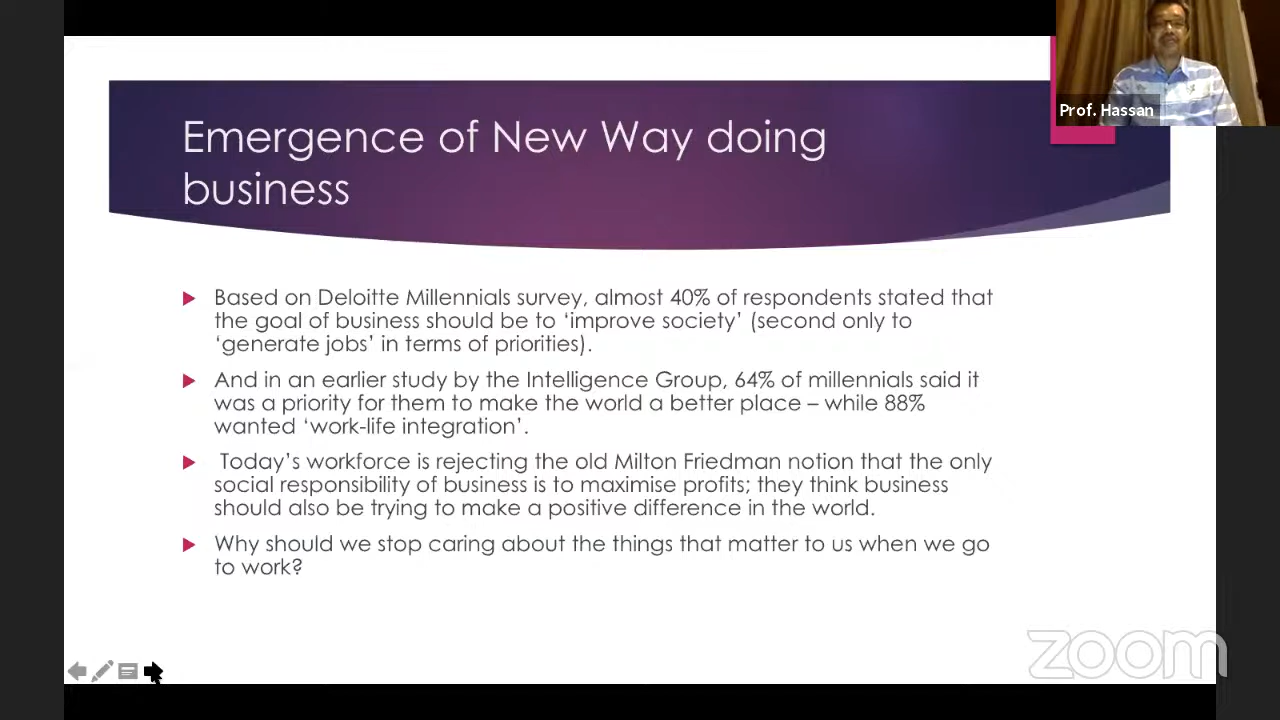 Prof. Hassan
Emergence of New Way doing
business
Based on Deloitte Millennials survey, almost 40% of respondents stated that
the goal of business should be to ‘improve society’ (second only to
‘generate jobs’ in terms of priorities).
And in an earlier study by the Intelligence Group, 64% of millennials said it
was a priority for them to make the world a better place – while 88%
wanted ‘work-life integration’.
Today’s workforce is rejecting the old Milton Friedman notion that the only
social responsibility of business is to maximise profits; they think business
should also be trying to make a positive difference in the world.
Why should we stop caring about the things that matter to us when we go
to work?
zoom